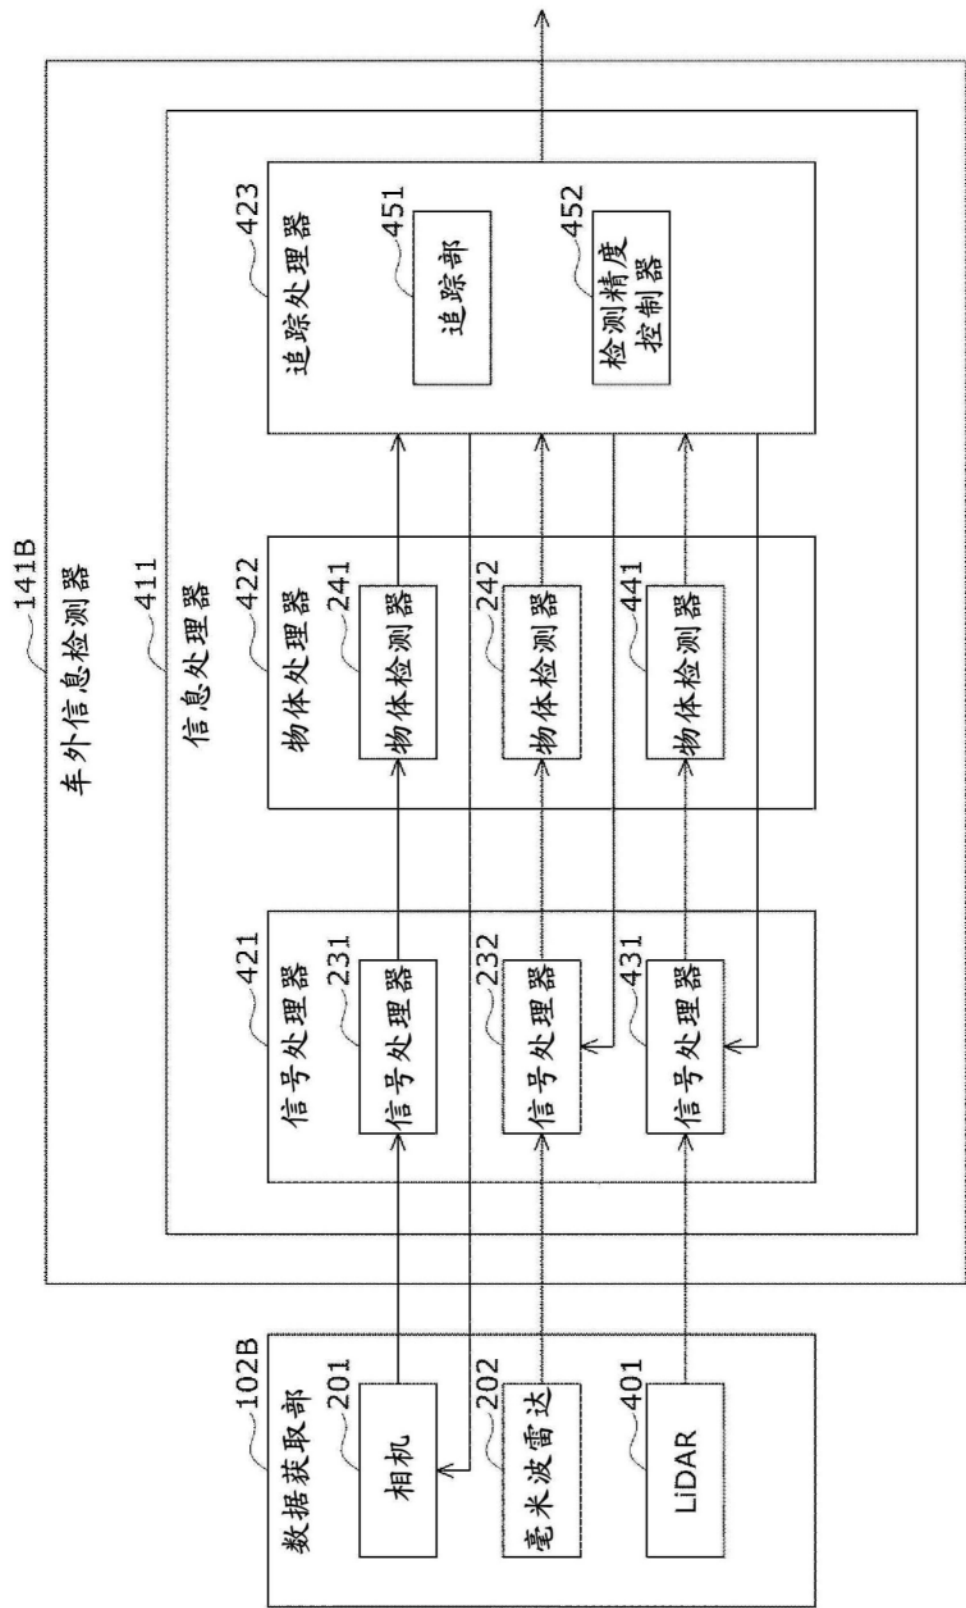 141B
车外信息检测器
411
信息处理器
102B
数据获取部
201
相机
202
毫米波雷达
401
LiDAR
421
信号处理器
231
信号处理器
232
信号处理器
431
信号处理器
422
物体处理器
241
物体检测器
242
物体检测器
441
物体检测器
423
追踪处理器
451
追踪部
452
检测精度
控制器